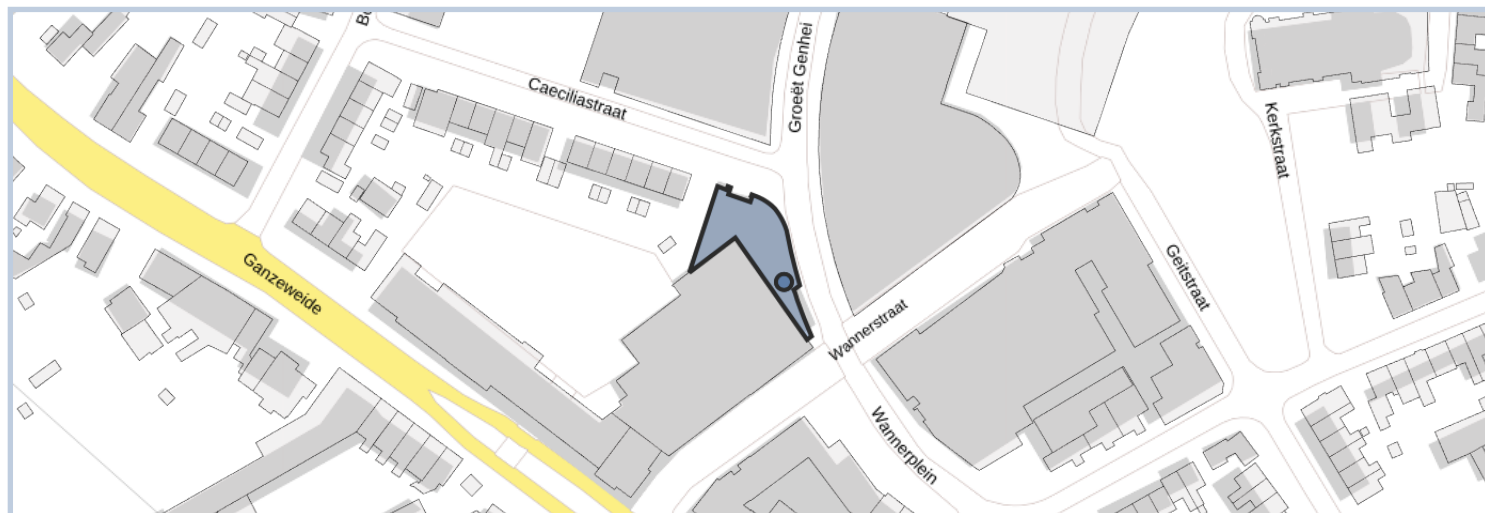 Caeciliastraat
Groeët Genhei
Kerkstraat
Ganzeweide
Geitstraat
Wannerstraat
Wannerplein